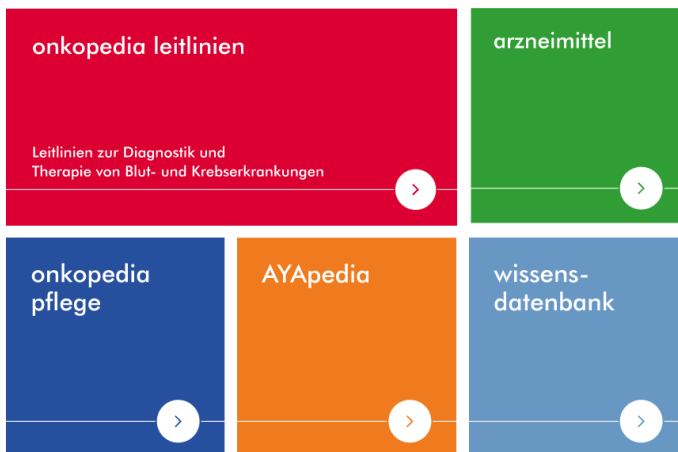 onkopedia leitlinien
Leitlinien zur Diagnostik und
Therapie von Blut- und Krebserkrankungen
arzneimittel
onkopedia
pflege
AYApedia
wissens-
datenbank